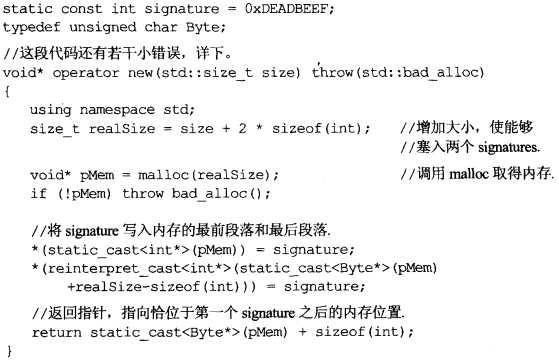 static const int signature = 0xDEADBEEF;
typedef unsigned char Byte;
//这段代码还有若干小错误，详下。
void* operator new(std::size_t size) throw(std::bad_alloc)
{
using namespace std;
size_t realSize = size + 2 * sizeof(int); //增加大小，使能够
//塞入两个 signatures.
void* pMem = malloc(realSize); //调用 malloc 取得内存.
if (!pMem) throw bad_alloc();
//将 signature 写入内存的最前段落和最后段落.
*(static_cast<int*>(pMem)) = signature;
*(reinterpret_cast<int*>(static_cast<Byte*>(pMem)
+realSize-sizeof(int))) = signature;
//返回指针，指向恰位于第一个 signature 之后的内存位置.
return static_cast<Byte*>(pMem) + sizeof(int);
}